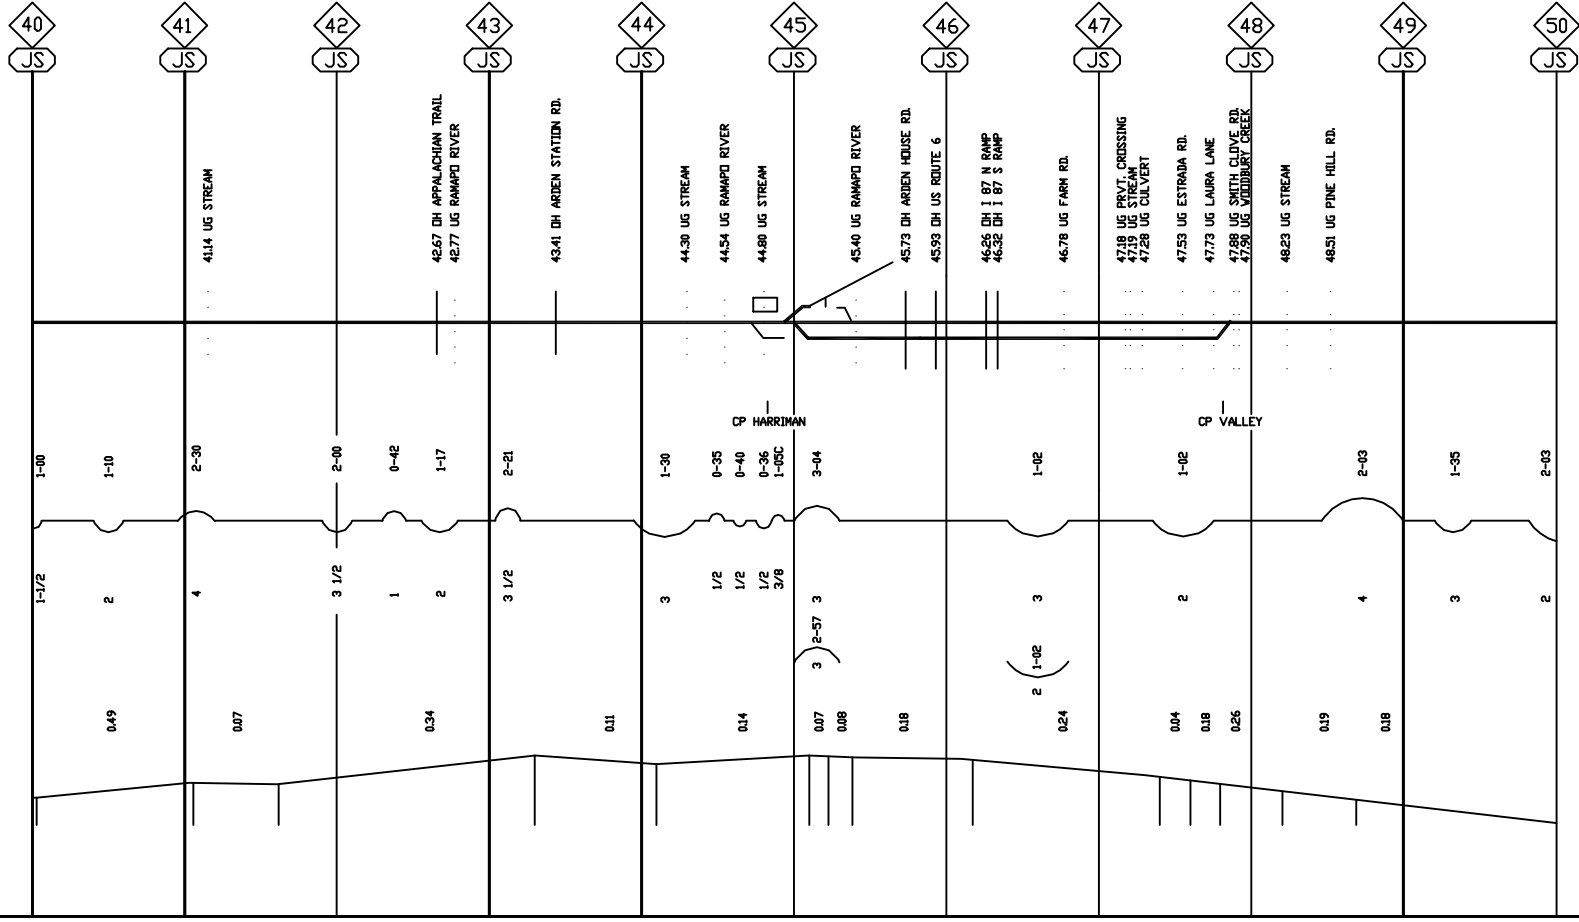 40 41 42 43 44 45 46 47 48 49 50
JS JS JS JS JS JS JS JS JS JS JS
41.14 UG STREAM
42.67 OH APPALACHIAN TRAIL
42.77 UG RAMAPO RIVER
43.41 OH ARDEN STATION RD.
44.30 UG STREAM
44.54 UG RAMAPO RIVER
44.80 UG STREAM
45.40 UG RAMAPO RIVER
45.73 OH ARDEN HOUSE RD.
45.93 OH US ROUTE 6
46.26 OH I 87 N RAMP
46.32 OH I 87 S RAMP
46.78 UG FARM RD.
47.18 UG PRVT. CROSSING
47.19 UG STREAM
47.28 UG CULVERT
47.53 UG ESTRADA RD.
47.73 UG LAURA LANE
47.88 UG SMITH CLOVE RD.
47.90 UG WOODBURY CREEK
48.23 UG STREAM
48.51 UG PINE HILL RD.
CP HARRIMAN CP VALLEY
1-00 1-10 2-30 2-00 0-42 1-17 2-21 1-30 0-35 0-40 0-36 1-05C 3-04 1-02 1-02 2-03 1-35 2-03
1-1/2 2 4 3 1/2 1 2 3 1/2 3 1/2 1/2 1/2 3/8 3 3 2 4 3 2
2-57 1-02
3 2
0.49 0.07 0.34 0.11 0.14 0.07 0.08 0.18 0.24 0.04 0.18 0.26 0.19 0.18